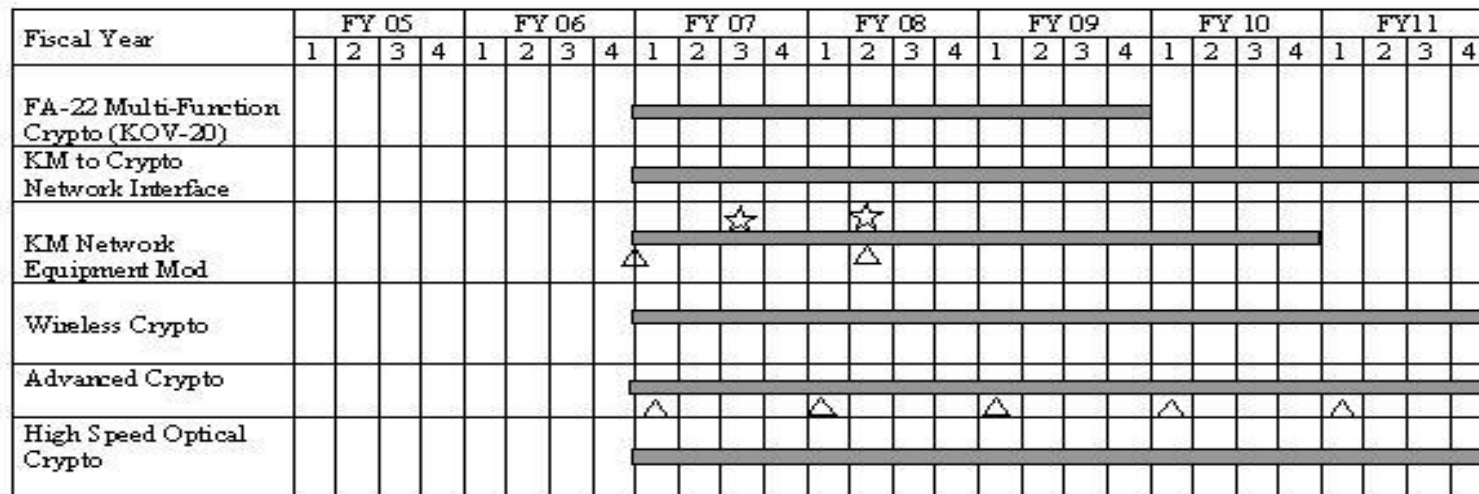 Fiscal Year FY 05 FY 06 FY 07 FY 08 FY 09 FY 10 FY11
1 2 3 4 1 2 3 4 1 2 3 4 1 2 3 4 1 2 3 4 1 2 3 4 1 2 3 4
FA-22 Multi-Function
Crypto (KOV-20)
KM to Crypto
Network Interface
KM Network
Equipment Mod
Wireless Crypto
Advanced Crypto
High Speed Optical
Crypto